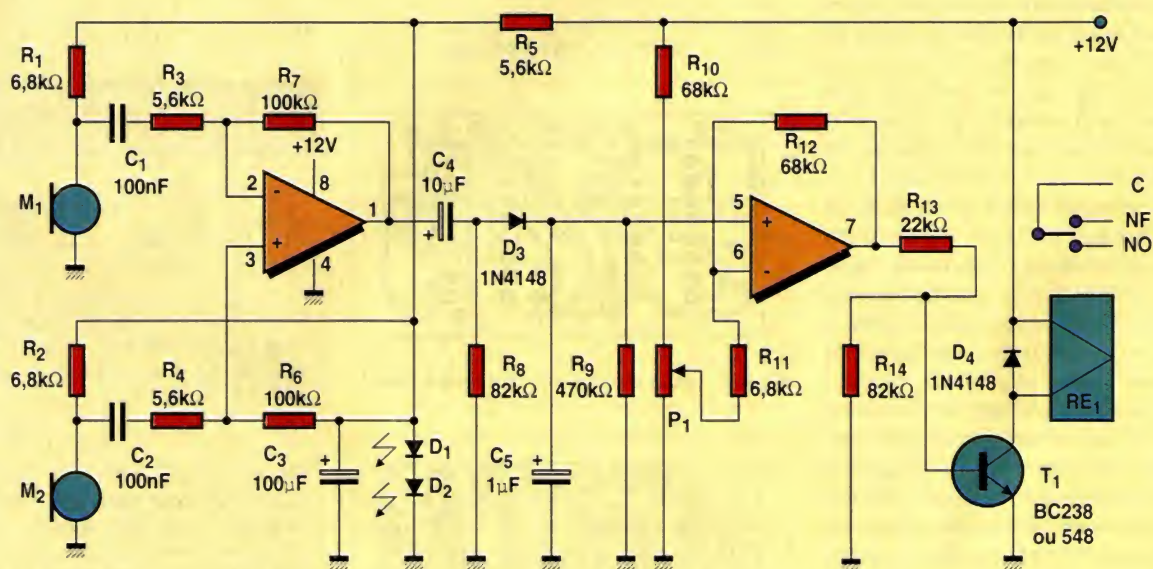 R1
6,8kΩ
R3
5,6kΩ
R7
100kΩ
+12V
C1
100nF
M1
2
-
8
1
+
3
4
C4
10µF
+
D3
1N4148
R5
5,6kΩ
R10
68kΩ
+12V
R12
68kΩ
5
+
6
-
7
R13
22kΩ
C
NF
NO
R2
6,8kΩ
R4
5,6kΩ
R6
100kΩ
C2
100nF
M2
C3
100µF
+
D1
D2
R8
82kΩ
C5
1µF
+
R9
470kΩ
P1
R11
6,8kΩ
R14
82kΩ
D4
1N4148
RE1
T1
BC238
ou 548